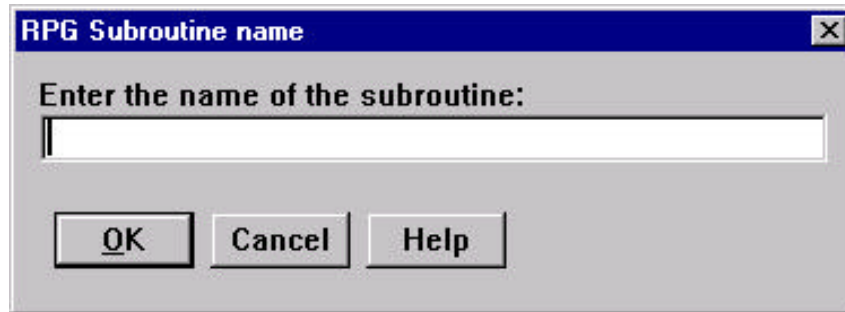 RPG Subroutine name
Enter the name of the subroutine:
OK Cancel Help